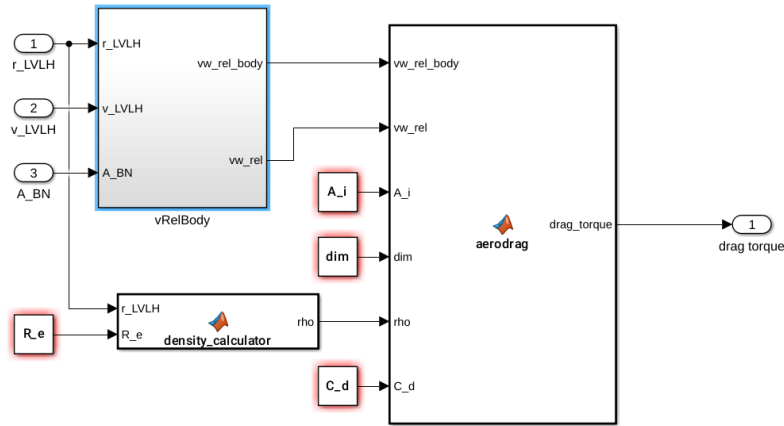 1
r_LVLH
2
v_LVLH
3
A_BN
r_LVLH
v_LVLH
A_BN
vw_rel_body
vw_rel
vRelBody
R_e
r_LVLH
R_e
rho
density_calculator
A_i
dim
C_d
vw_rel_body
vw_rel
A_i
dim
rho
C_d
drag_torque
aerodrag
1
drag torque